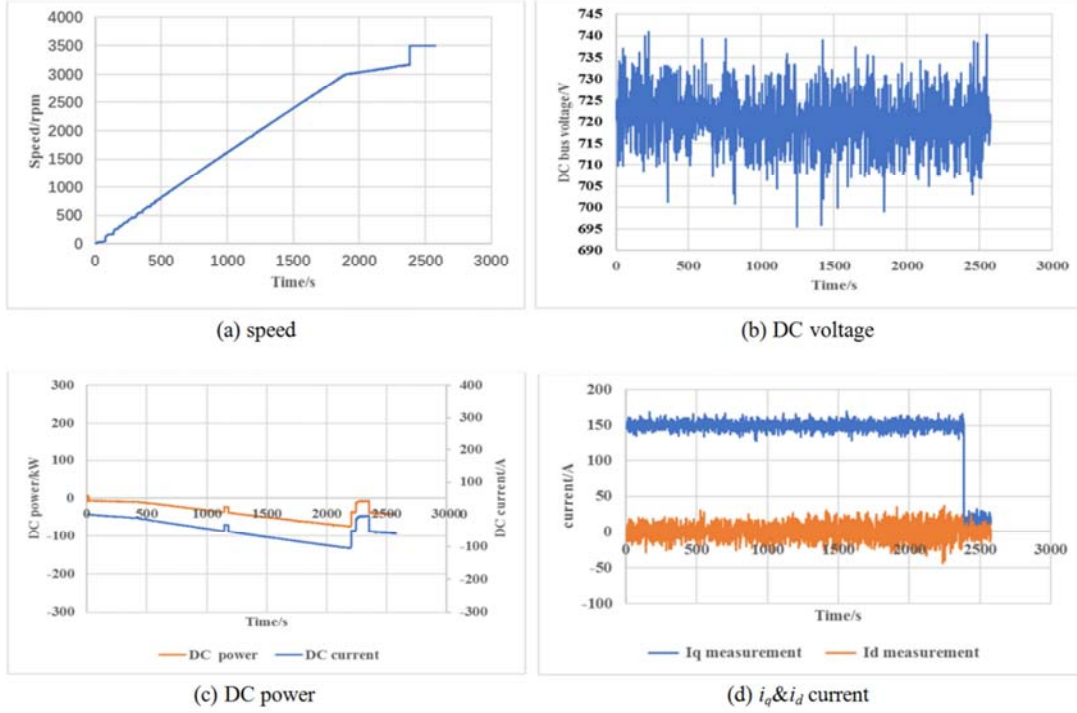 4000
3500
3000
2500
2000
1500
1000
500
0
Speed/rpm
0 500 1000 1500 2000 2500 3000
Time/s
(a) speed
745
740
735
730
725
720
715
710
705
700
695
690
DC bus voltage/V
0 500 1000 1500 2000 2500 3000
Time/s
(b) DC voltage
300
200
100
0
-100
-200
-300
DC power/kW
0 500 1000 1500 2000 2500 3000
400
300
200
100
0
-100
-200
-300
DC current/A
Time/s
DC power DC current
(c) DC power
200
150
100
50
0
-50
-100
current/A
0 500 1000 1500 2000 2500 3000
Time/s
Iq measurement Id measurement
(d) iq&id current